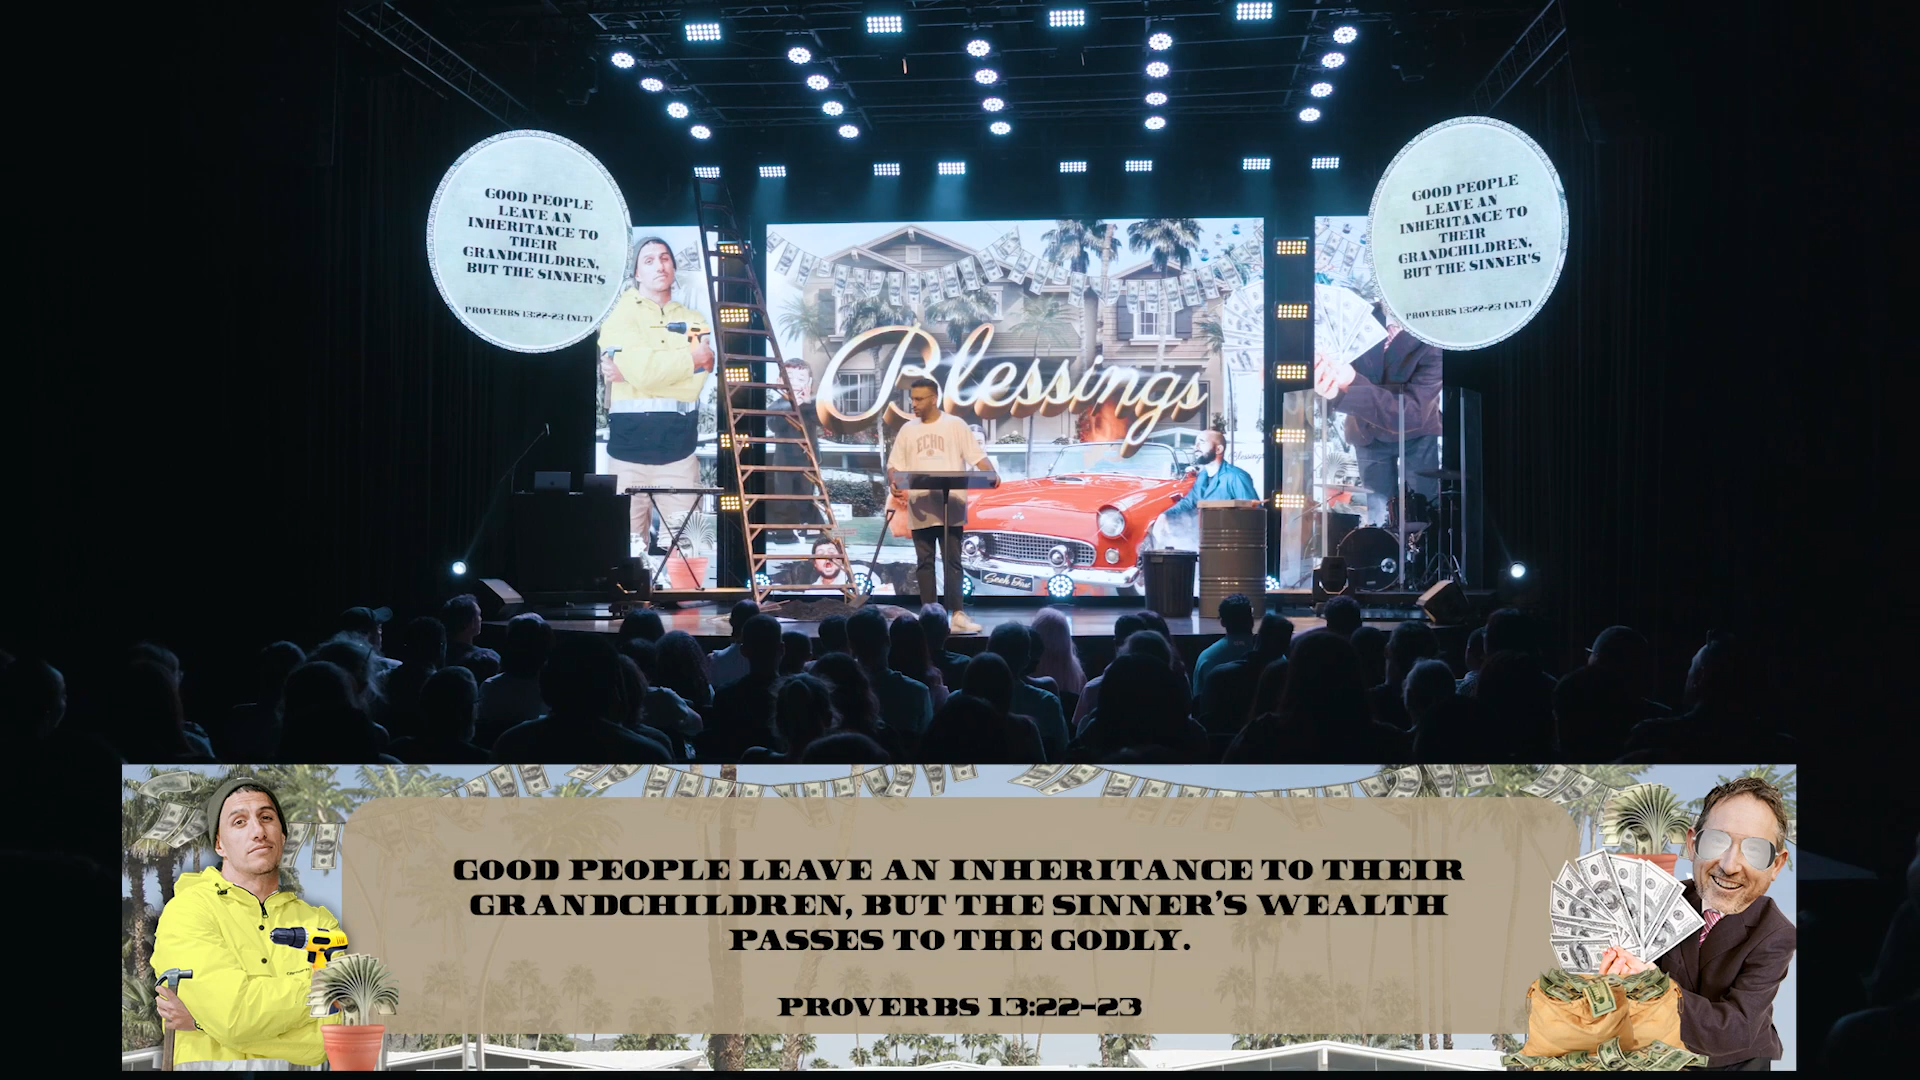 GOOD PEOPLE
LEAVE AN
INHERITANCE TO
THEIR
GRANDCHILDREN,
BUT THE SINNER'S
PROVERBS 13:22-23 (NLT)
GOOD PEOPLE
LEAVE AN
INHERITANCE TO
THEIR
GRANDCHILDREN,
BUT THE SINNER'S
PROVERBS 13:22-23 (NLT)
Blessings
ECHO
GOOD PEOPLE LEAVE AN INHERITANCE TO THEIR
GRANDCHILDREN, BUT THE SINNER'S WEALTH
PASSES TO THE GODLY.
PROVERBS 13:22-23